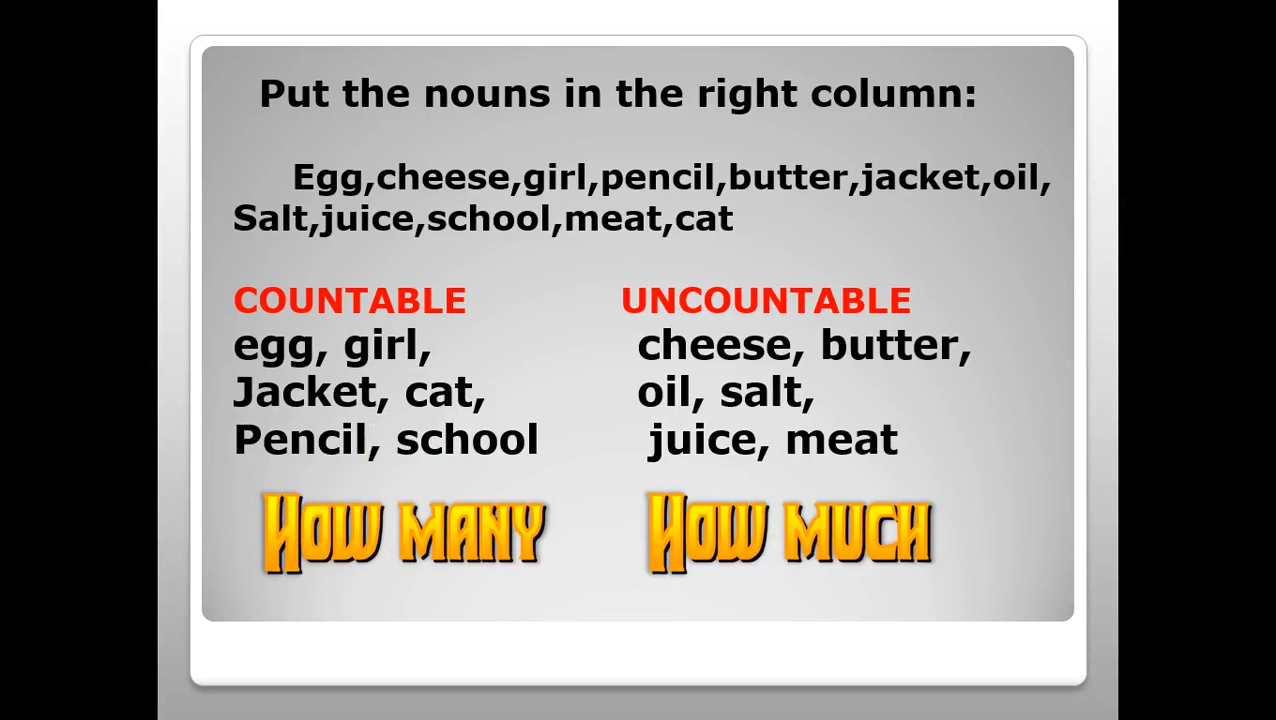 Put the nouns in the right column:
Egg,cheese,girl,pencil,butter,jacket,oil,
Salt,juice,school,meat,cat
COUNTABLE UNCOUNTABLE
egg, girl, cheese, butter,
Jacket, cat, oil, salt,
Pencil, school juice, meat
HOW MANY HOW MUCH